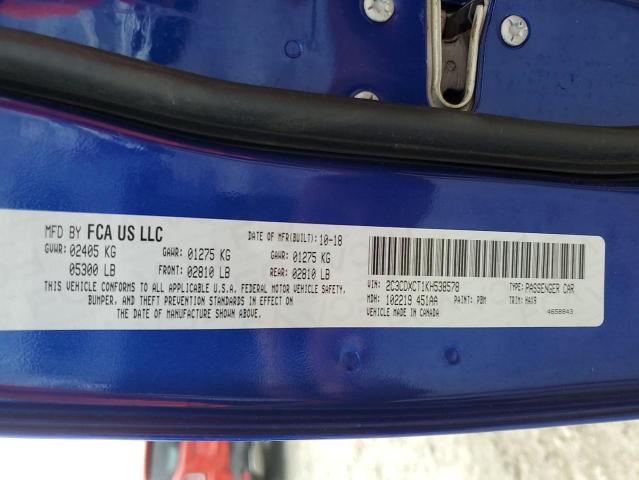 MFD BY FCA US LLC DATE OF MFR(BUILT): 10-18
GVWR: 02405 KG GAWR: 01275 KG GAWR: 01275 KG
05300 LB FRONT: 02810 LB REAR: 02810 LB
THIS VEHICLE CONFORMS TO ALL APPLICABLE U.S.A. FEDERAL MOTOR VEHICLE SAFETY,
BUMPER, AND THEFT PREVENTION STANDARDS IN EFFECT ON
THE DATE OF MANUFACTURE SHOWN ABOVE.
VIN: 2C3CDXCT1KH538578 TYPE: PASSENGER CAR
MDH: 102219 451AA PAINT: PBM TRIM: HAX9
VEHICLE MADE IN CANADA 4658843